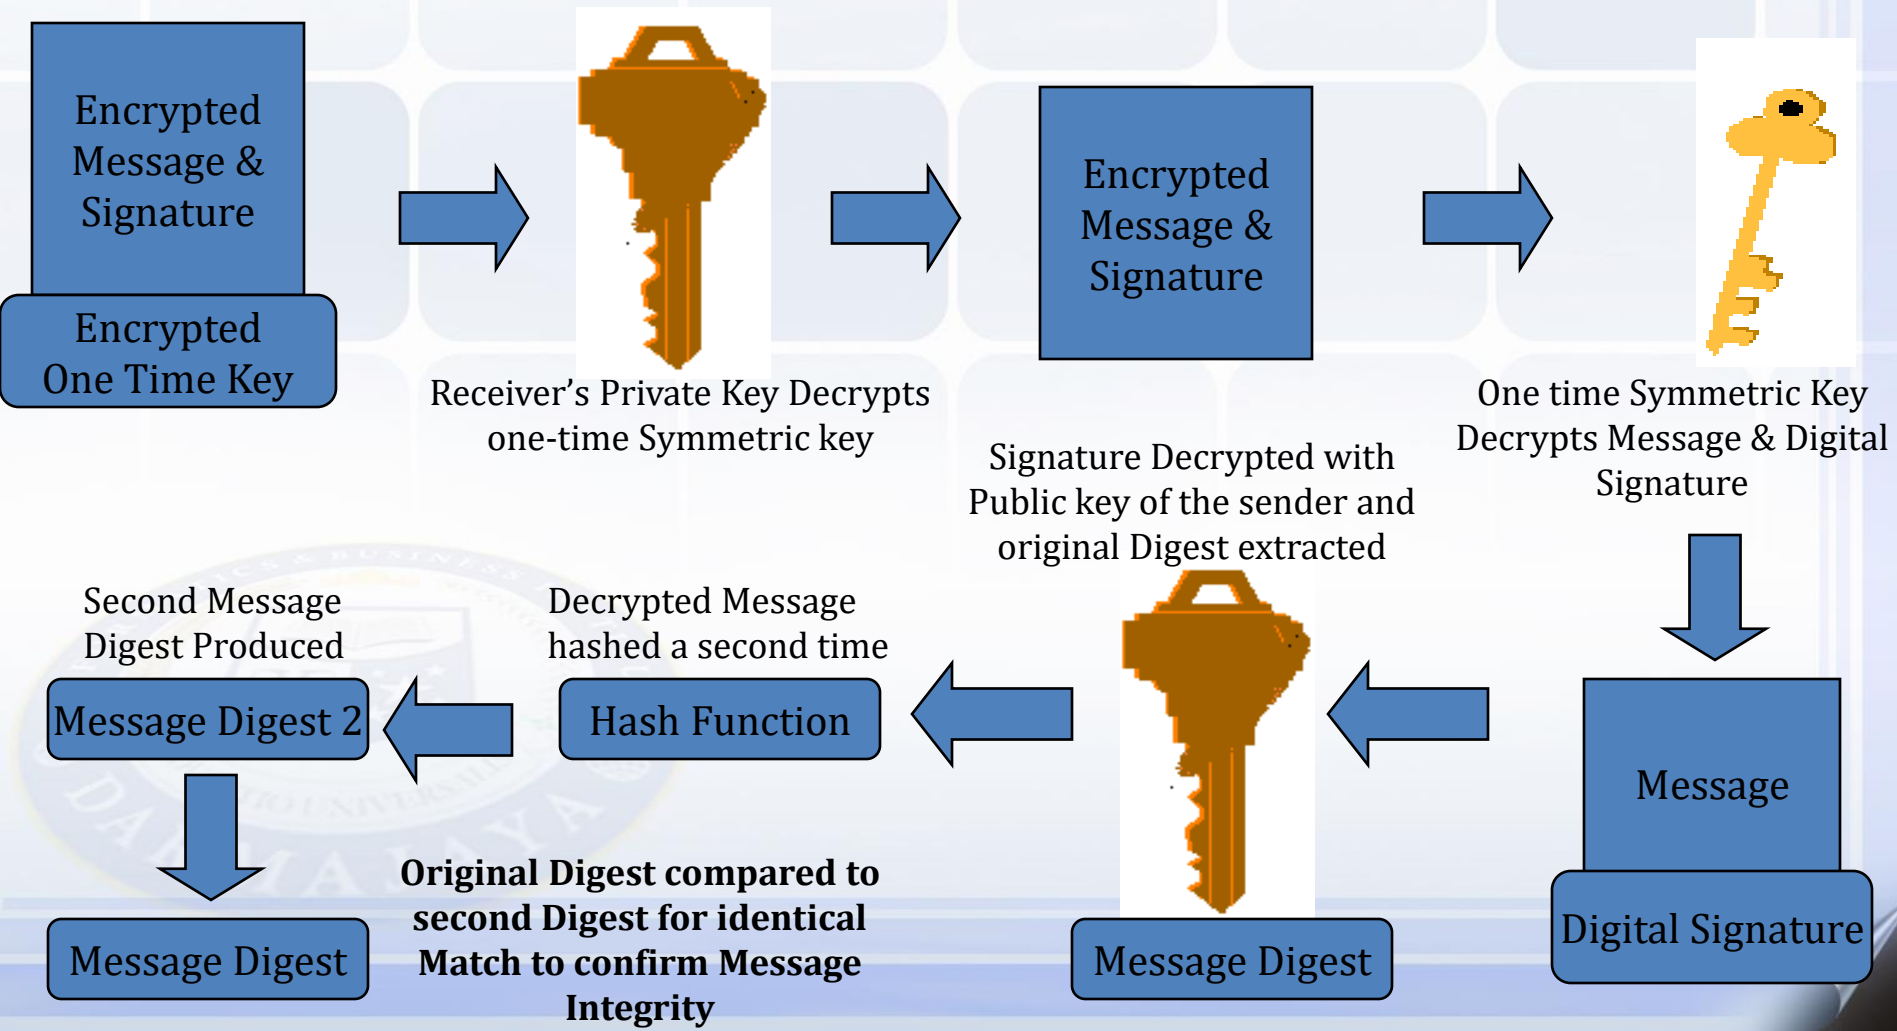 Encrypted
Message &
Signature
Encrypted
One Time Key
Receiver’s Private Key Decrypts
one-time Symmetric key
Encrypted
Message &
Signature
One time Symmetric Key
Decrypts Message & Digital
Signature
Signature Decrypted with
Public key of the sender and
original Digest extracted
Message
Digital Signature
Message Digest
Decrypted Message
hashed a second time
Hash Function
Second Message
Digest Produced
Message Digest 2
Message Digest
Original Digest compared to
second Digest for identical
Match to confirm Message
Integrity
DARMAJAYA